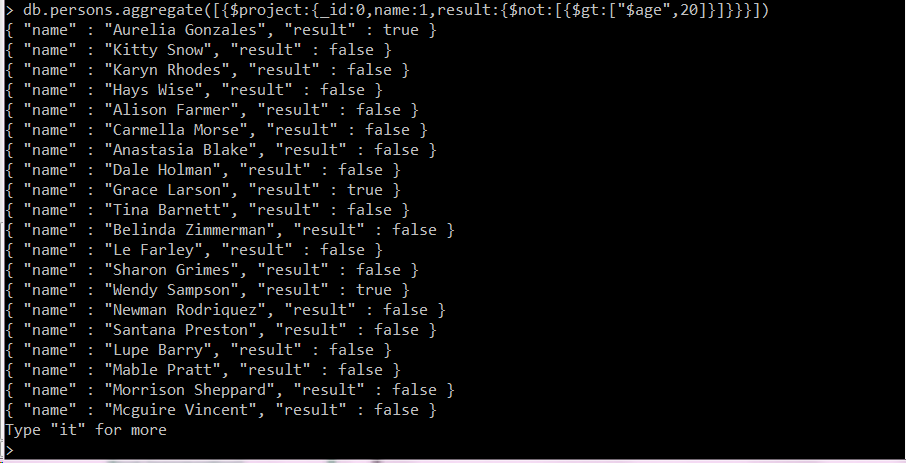 > db.persons.aggregate([{$project:{_id:0,name:1,result:{$not:[{$gt:["$age",20]}]}}}])
{ "name" : "Aurelia Gonzales", "result" : true }
{ "name" : "Kitty Snow", "result" : false }
{ "name" : "Karyn Rhodes", "result" : false }
{ "name" : "Hays Wise", "result" : false }
{ "name" : "Alison Farmer", "result" : false }
{ "name" : "Carmella Morse", "result" : false }
{ "name" : "Anastasia Blake", "result" : false }
{ "name" : "Dale Holman", "result" : false }
{ "name" : "Grace Larson", "result" : true }
{ "name" : "Tina Barnett", "result" : false }
{ "name" : "Belinda Zimmerman", "result" : false }
{ "name" : "Le Farley", "result" : false }
{ "name" : "Sharon Grimes", "result" : false }
{ "name" : "Wendy Sampson", "result" : true }
{ "name" : "Newman Rodriquez", "result" : false }
{ "name" : "Santana Preston", "result" : false }
{ "name" : "Lupe Barry", "result" : false }
{ "name" : "Mable Pratt", "result" : false }
{ "name" : "Morrison Sheppard", "result" : false }
{ "name" : "Mcguire Vincent", "result" : false }
Type "it" for more
>